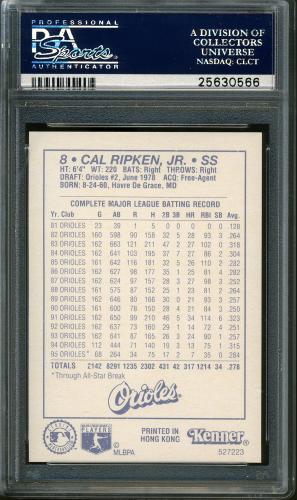 PROFESSIONAL
PSA
Sports
AUTHENTICATOR
A DIVISION OF
COLLECTORS
UNIVERSE
NASDAQ: CLCT
25630566
8 • CAL RIPKEN, JR. • SS
HT: 6'4" WT: 220 BATS: Right THROWS: Right
DRAFT: Orioles #2, June 1978 ACQ: Free-Agent
BORN: 8-24-60, Havre De Grace, MD
COMPLETE MAJOR LEAGUE BATTING RECORD
Yr. Club G AB R H 2B 3B HR RBI SB Avg.
81 ORIOLES 23 39 1 5 0 0 0 0 0 .128
82 ORIOLES 160 598 90 158 32 5 28 93 3 .264
83 ORIOLES 162 663 121 211 47 2 27 102 0 .318
84 ORIOLES 162 641 103 195 37 7 27 86 2 .304
85 ORIOLES 161 642 116 181 32 5 26 110 2 .282
86 ORIOLES 162 627 98 177 35 1 25 81 4 .282
87 ORIOLES 162 624 97 157 28 3 27 98 3
88 ORIOLES 161 575 87 152 25 1 23 81 2 .264
89 ORIOLES 162 646 80 166 30 0 21 93 3 .257
90 ORIOLES 161 600 78 150 28 4 21 84 3
91 ORIOLES 162 650 99 210 46 5 34 114 6 .323
92 ORIOLES 162 637 73 160 29 1 14 72 4 .251
93 ORIOLES 162 641 87 165 26 3 24 90 1 .257
94 ORIOLES 112 444 71 140 19 3 13 75 1
95 ORIOLES* 68 264 34 75 17 2 35 0 .284
TOTALS 2142 8291 1235 2302 431 42 317 1214 34 .278
*Through All-Star Break
Orioles
PLAYERS
© MLBPA
PRINTED IN
HONG KONG
Kenner
527223